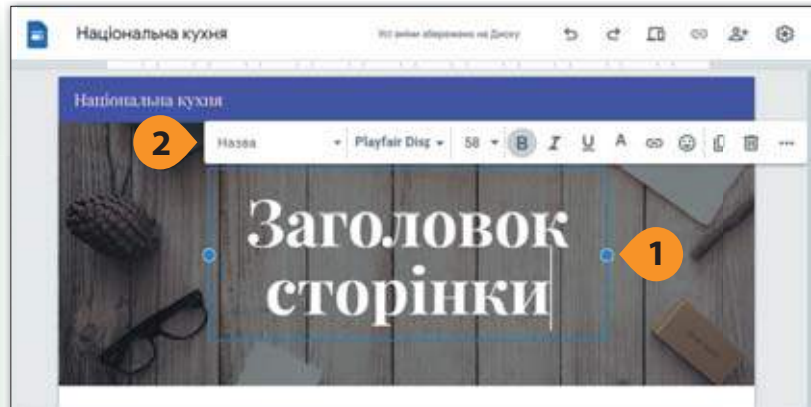 Національна кухня
Усі зміни збережено на Диску
Національна кухня
2
Назва
Playfair Disp
58
B I U A
Заголовок
1
сторінки